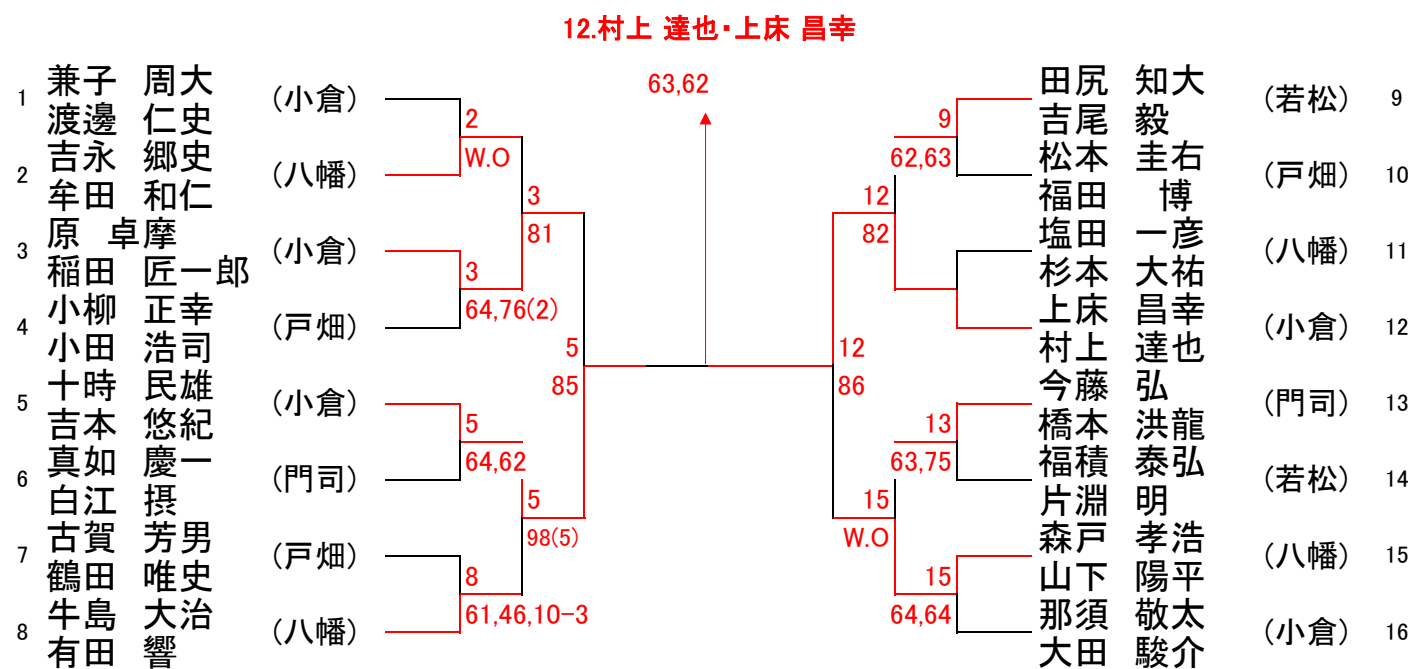 12.村上 達也・上床 昌幸
63,62
1 兼子 周大
渡邊 仁史
(小倉)
2 吉永 郷史
牟田 和仁
(八幡)
3 原 卓摩
稲田 匠一郎
(小倉)
4 小柳 正幸
小田 浩司
(戸畑)
5 十時 民雄
吉本 悠紀
(小倉)
6 真如 慶一
白江 摂
(門司)
7 古賀 芳男
鶴田 唯史
(戸畑)
8 牛島 大治
有田 響
(八幡)
2
W.O
3
64,76(2)
5
64,62
8
61,46,10-3
3
81
5
98(5)
5
85
12
86
12
82
15
W.O
9
62,63
13
63,75
15
64,64
田尻 知大
吉尾 毅
(若松) 9
松本 圭右
福田 博
(戸畑) 10
塩田 一彦
杉本 大祐
(八幡) 11
上床 昌幸
村上 達也
(小倉) 12
今藤 弘
橋本 洪龍
(門司) 13
福積 泰弘
片淵 明
(若松) 14
森戸 孝浩
山下 陽平
(八幡) 15
那須 敬太
大田 駿介
(小倉) 16